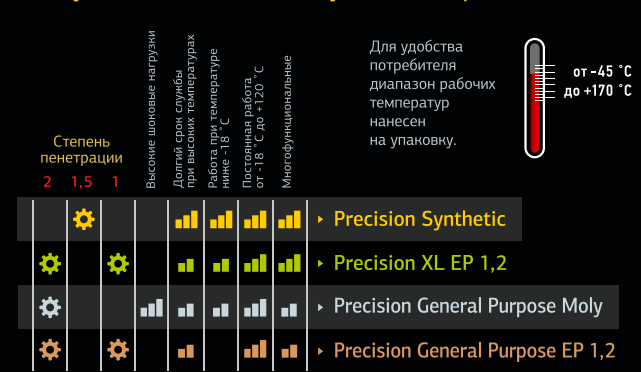 Для удобства
потребителя
диапазон рабочих
температур
нанесен
на упаковку.
от -45 °C
до +170 °C
Степень
пенетрации
2 1,5 1
Высокие шоковые нагрузки
Долгий срок службы
при высоких температурах
Работа при температуре
ниже -18 °C
Постоянная работа
от -18 °C до +120 °C
Многофункциональные
Precision Synthetic
Precision XL EP 1,2
Precision General Purpose Moly
Precision General Purpose EP 1,2